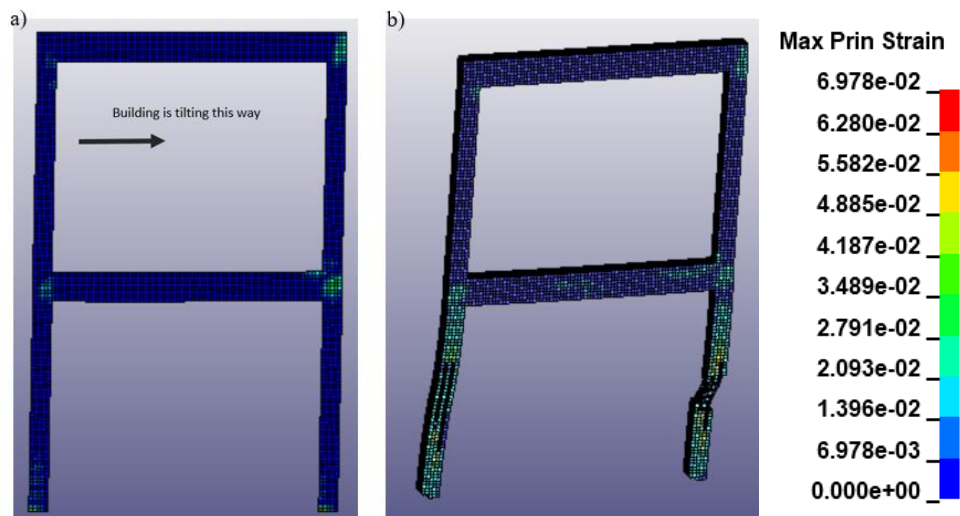 a)
b)
Building is tilting this way
Max Prin Strain
6.978e-02
6.280e-02
5.582e-02
4.885e-02
4.187e-02
3.489e-02
2.791e-02
2.093e-02
1.396e-02
6.978e-03
0.000e+00